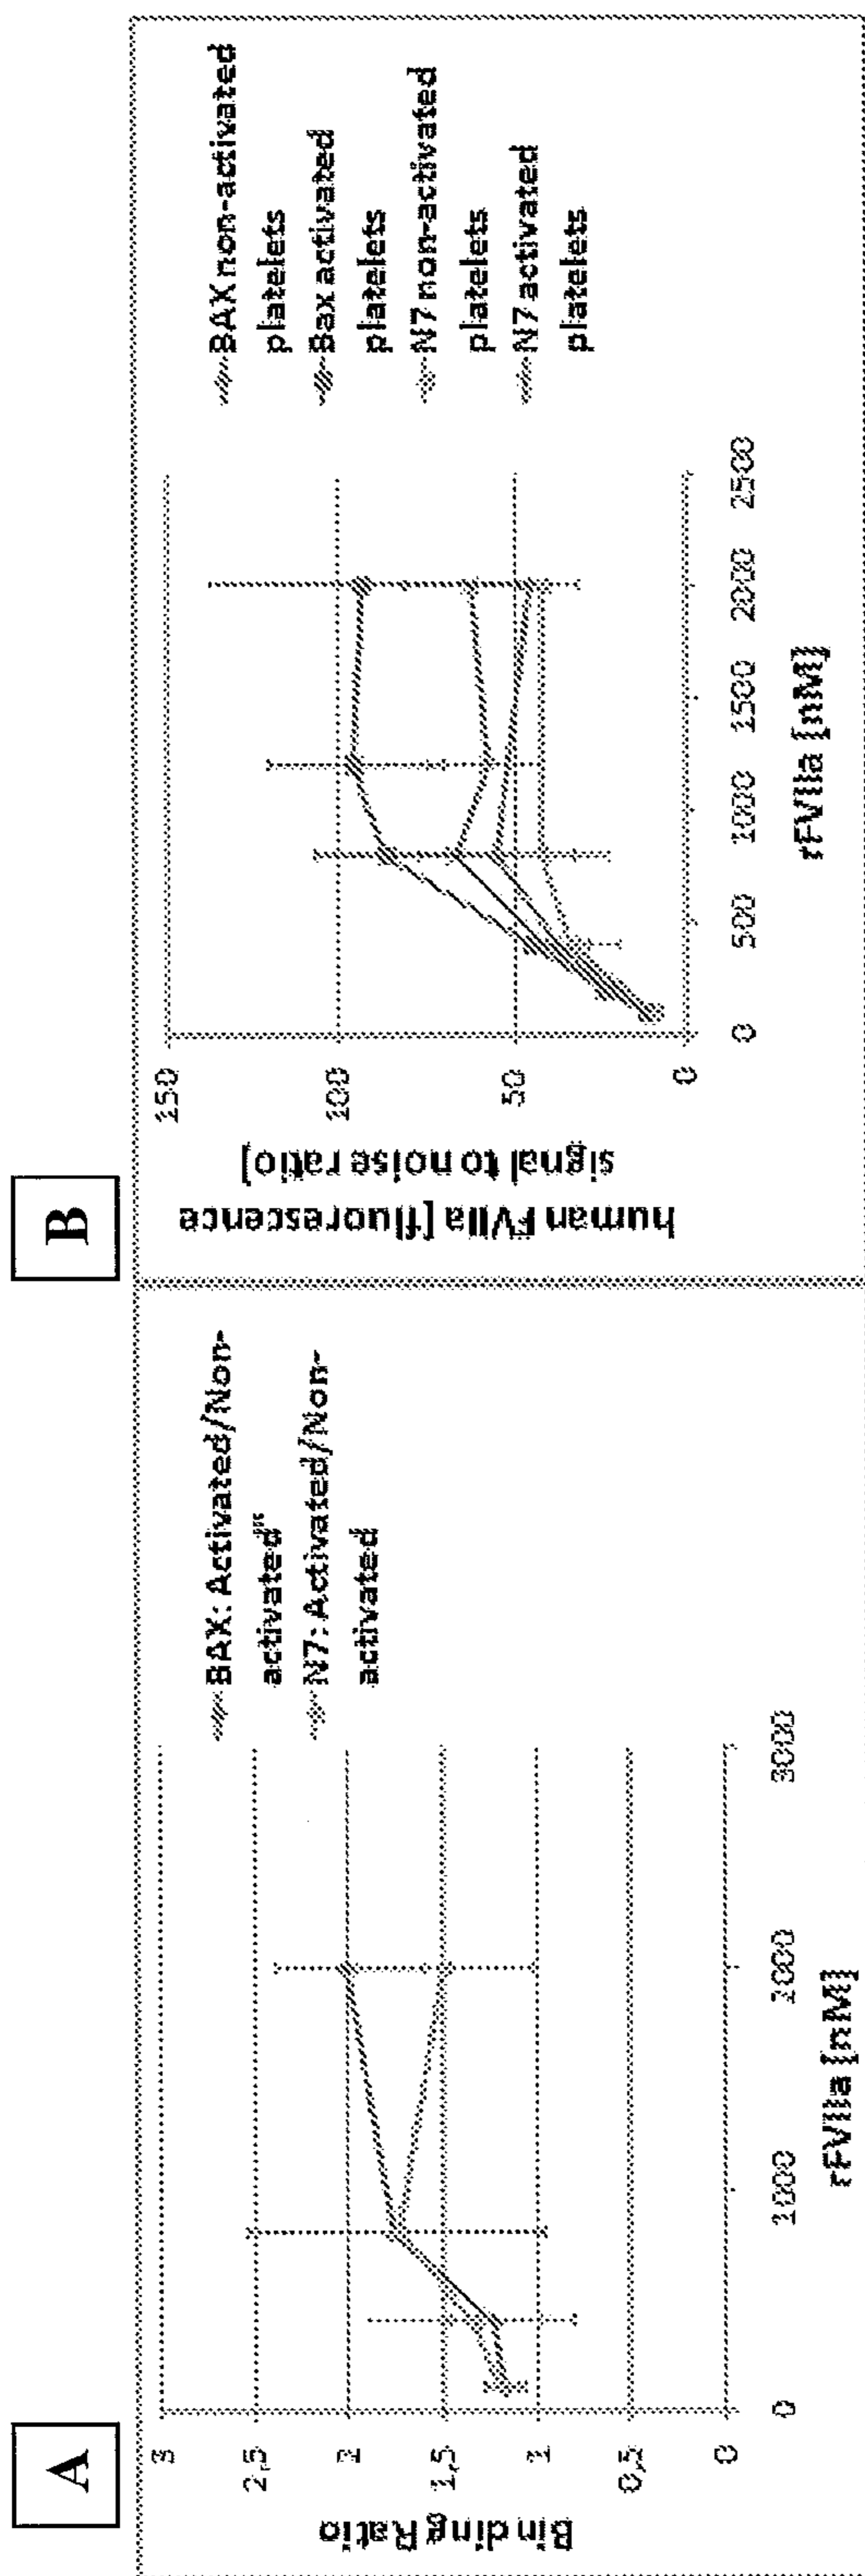 A
3
2,5
2
1,5
1
0,5
0
Binding Ratio
0
1000
2000
3000
rFVIIa [nM]
BAX: Activated/Non-
activated"
N7: Activated/Non-
activated
B
150
100
50
0
human FVIIa [fluorescence
signal to noise ratio]
0
500
1000
1500
2000
2500
rFVIIa [nM]
BAX non-activated
platelets
Bax activated
platelets
N7 non-activated
platelets
N7 activated
platelets